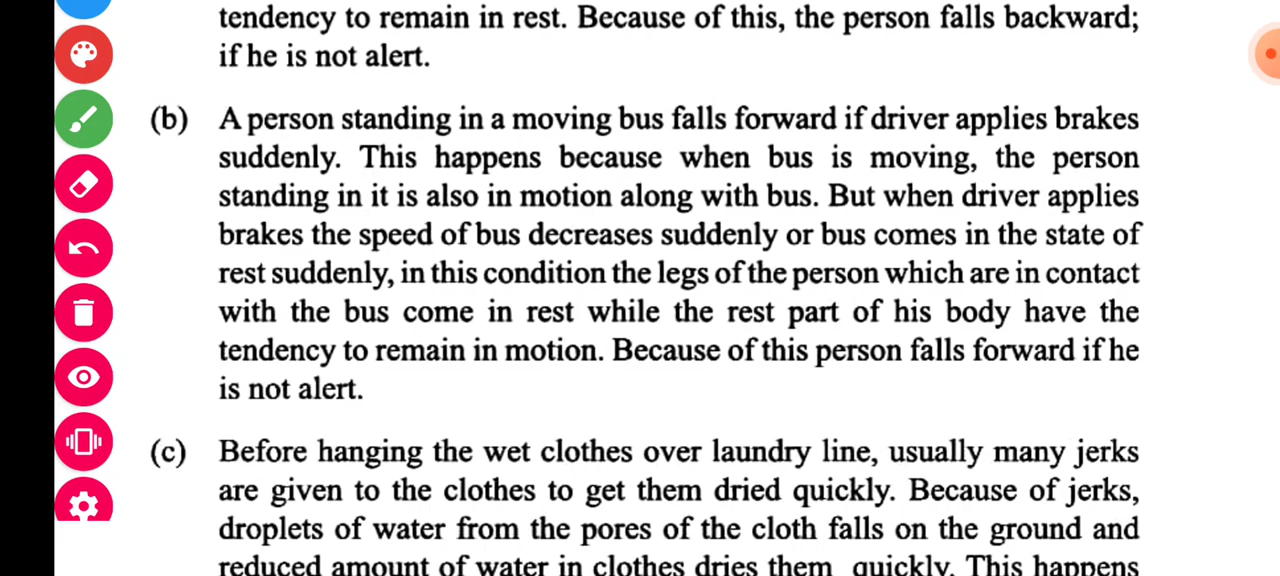 tendency to remain in rest. Because of this, the person falls backward;
if he is not alert.
(b) A person standing in a moving bus falls forward if driver applies brakes
suddenly. This happens because when bus is moving, the person
standing in it is also in motion along with bus. But when driver applies
brakes the speed of bus decreases suddenly or bus comes in the state of
rest suddenly, in this condition the legs of the person which are in contact
with the bus come in rest while the rest part of his body have the
tendency to remain in motion. Because of this person falls forward if he
is not alert.
(c) Before hanging the wet clothes over laundry line, usually many jerks
are given to the clothes to get them dried quickly. Because of jerks,
droplets of water from the pores of the cloth falls on the ground and
reduced amount of water in clothes dries them quickly. This happens